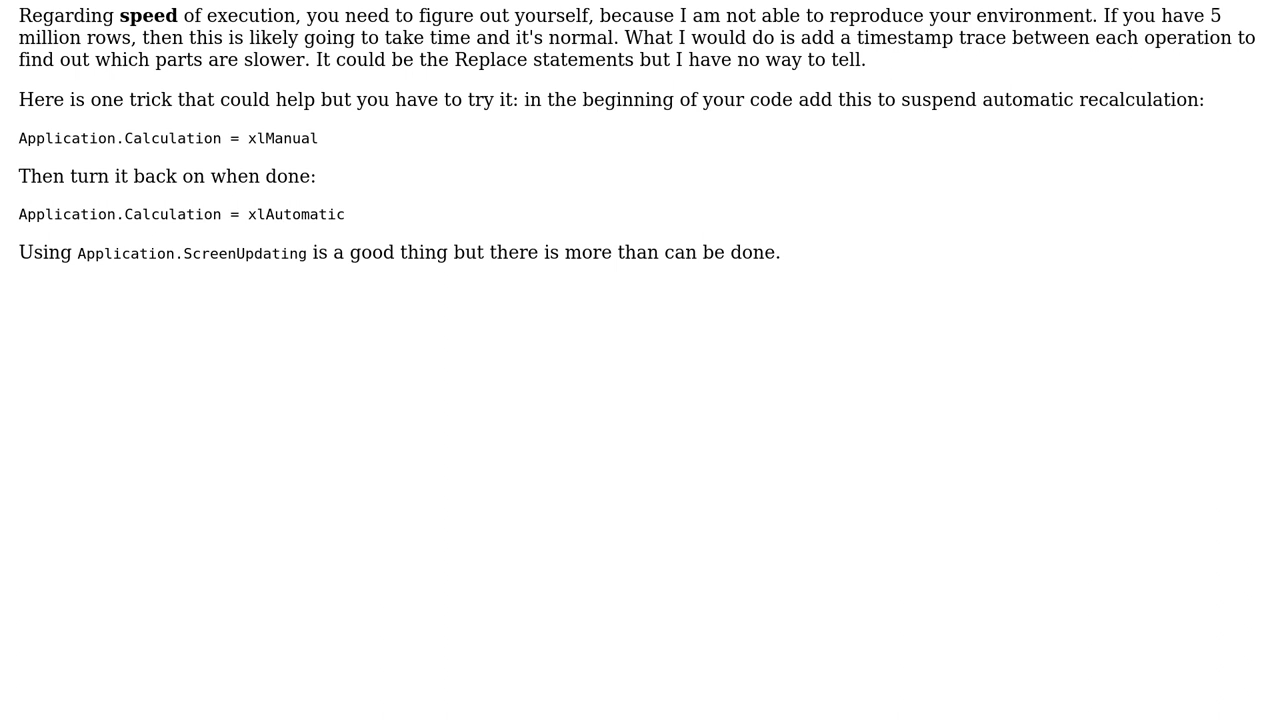 Regarding speed of execution, you need to figure out yourself, because I am not able to reproduce your environment. If you have 5
million rows, then this is likely going to take time and it's normal. What I would do is add a timestamp trace between each operation to
find out which parts are slower. It could be the Replace statements but I have no way to tell.
Here is one trick that could help but you have to try it: in the beginning of your code add this to suspend automatic recalculation:
Application.Calculation = xlManual
Then turn it back on when done:
Application.Calculation = xlAutomatic
Using Application.ScreenUpdating is a good thing but there is more than can be done.